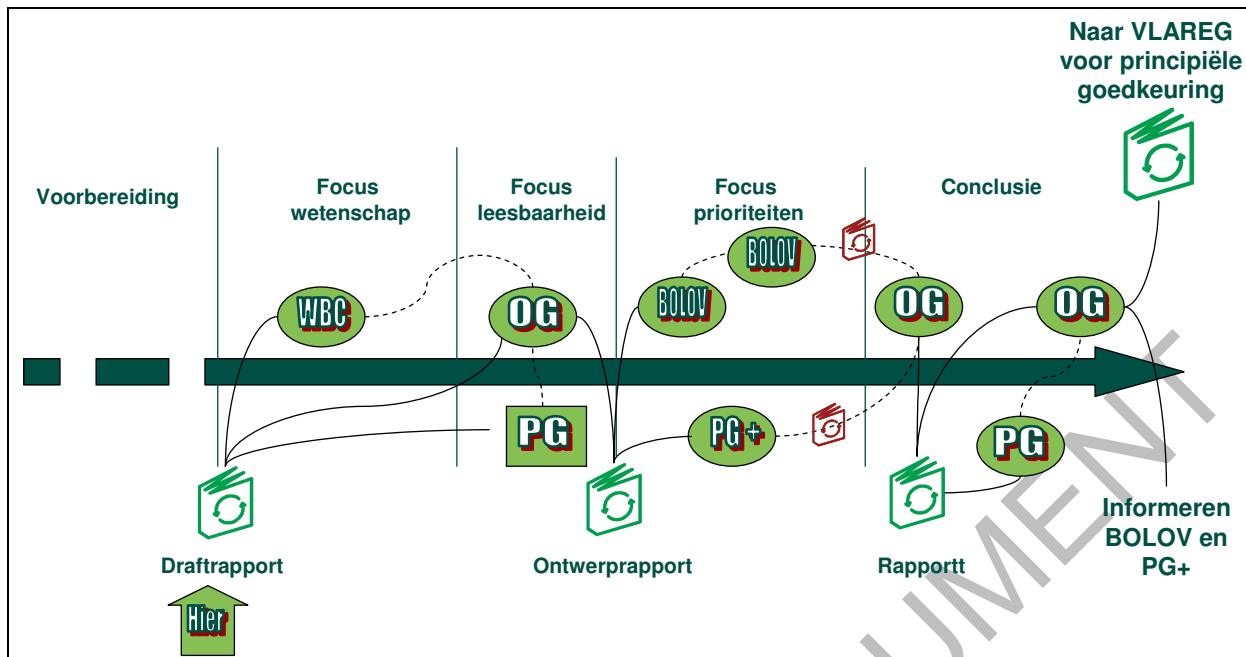 Naar VLAREG
voor principiële
goedkeuring
Voorbereiding
Focus
wetenschap
Focus
leesbaarheid
Focus
prioriteiten
Conclusie
WBC
OG
BOLOV
BOLOV
OG
OG
PG
PG +
PG
Draftrapport
Ontwerprapport
Rapportt
Informeren
BOLOV en
PG+
Hier
UMENT